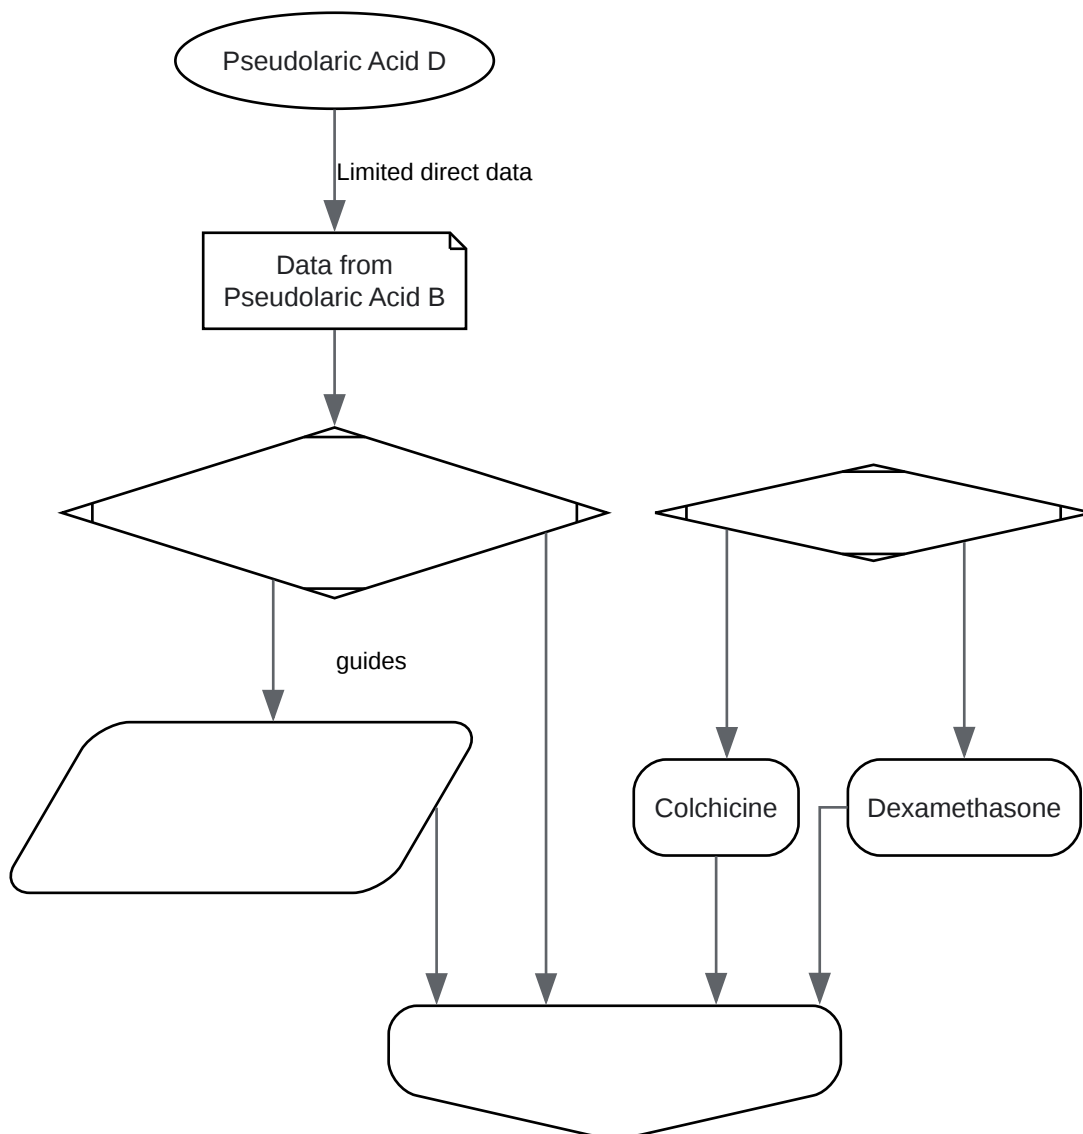 Pseudolaric Acid D
Limited direct data
Data from
Pseudolaric Acid B
guides
Colchicine
Dexamethasone